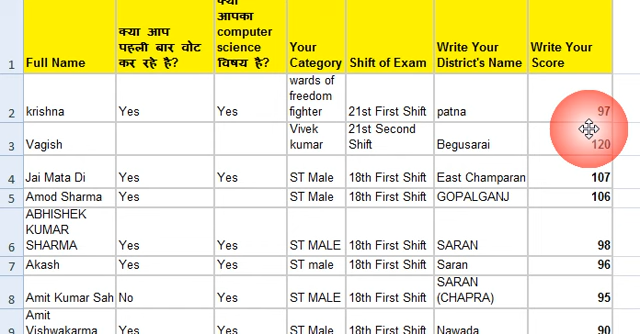 1 Full Name क्या आप पहली बार वोट कर रहे है? क्या आपका computer science विषय है? Your Category Shift of Exam Write Your District's Name Write Your Score
2 krishna Yes Yes wards of freedom fighter 21st First Shift patna 97
3 Vagish Vivek kumar 21st Second Shift Begusarai 120
4 Jai Mata Di Yes Yes ST Male 18th First Shift East Champaran 107
5 Amod Sharma Yes Yes ST Male 18th First Shift GOPALGANJ 106
6 ABHISHEK KUMAR SHARMA Yes Yes ST MALE 18th First Shift SARAN 98
7 Akash Yes Yes ST male 18th First Shift Saran 96
8 Amit Kumar Sah No Yes ST MALE 18th First Shift SARAN (CHAPRA) 95
9 Amit Vishwakarma Yes Yes ST Male 18th First Shift Nawada 90